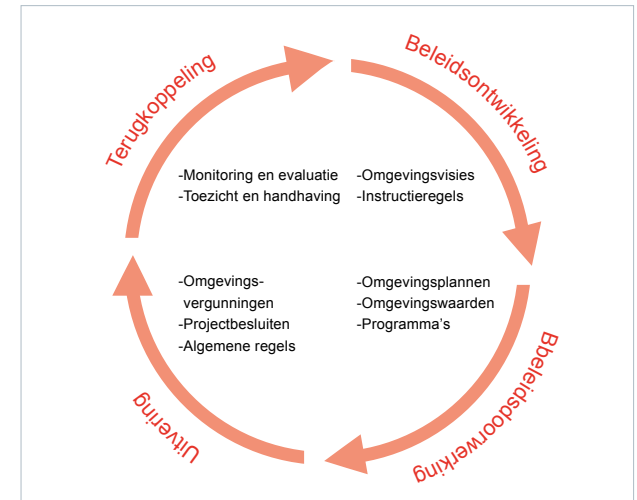 Terugkoppeling
Beleidsontwikkeling
-Monitoring en evaluatie
-Toezicht en handhaving
-Omgevingsvisies
-Instructieregels
-Omgevings-
vergunningen
-Projectbesluiten
-Algemene regels
-Omgevingsplannen
-Omgevingswaarden
-Programma's
Uitvering
Bbeleidsdoorwerking